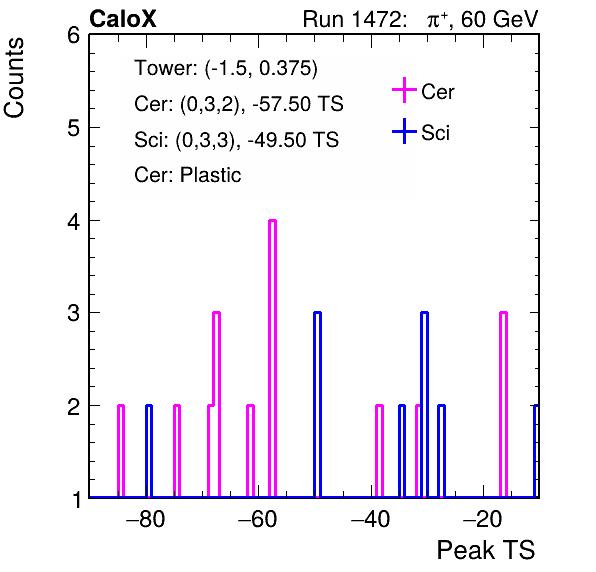 CaloX Run 1472: π⁺, 60 GeV
Counts
6
5
4
3
2
1
Tower: (-1.5, 0.375)
Cer: (0,3,2), -57.50 TS
Sci: (0,3,3), -49.50 TS
Cer: Plastic
Cer
Sci
−80 −60 −40 −20
Peak TS